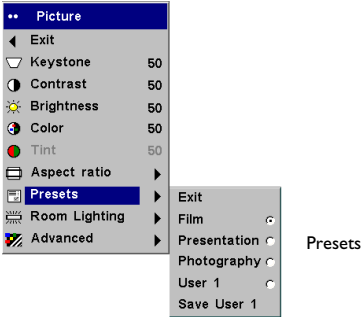 Picture
Exit
Keystone 50
Contrast 50
Brightness 50
Color 50
Tint 50
Aspect ratio
Presets
Room Lighting
Advanced
Exit
Film
Presentation
Photography
User 1
Save User 1
Presets